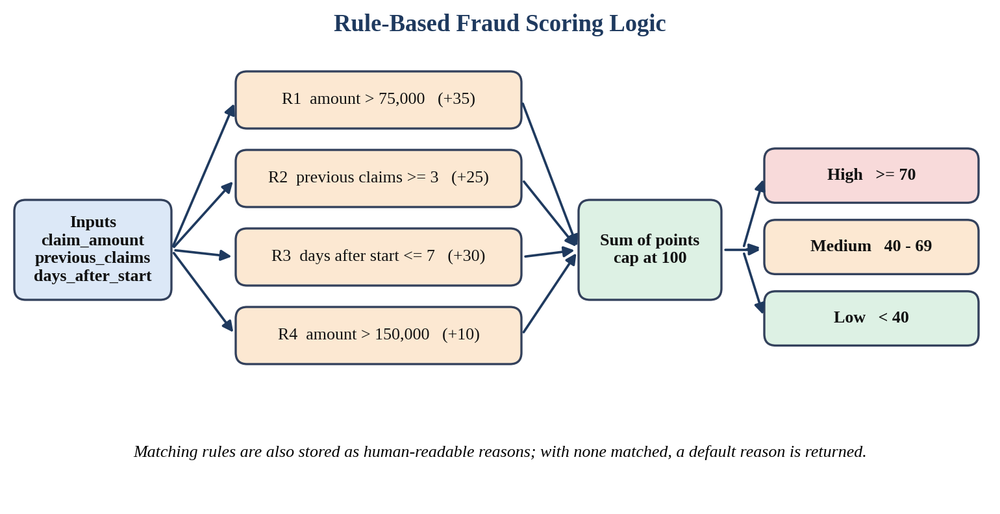 Rule-Based Fraud Scoring Logic
Inputs
claim_amount
previous_claims
days_after_start
R1 amount > 75,000 (+35)
R2 previous claims >= 3 (+25)
R3 days after start <= 7 (+30)
R4 amount > 150,000 (+10)
Sum of points
cap at 100
High >= 70
Medium 40 - 69
Low < 40
Matching rules are also stored as human-readable reasons; with none matched, a default reason is returned.